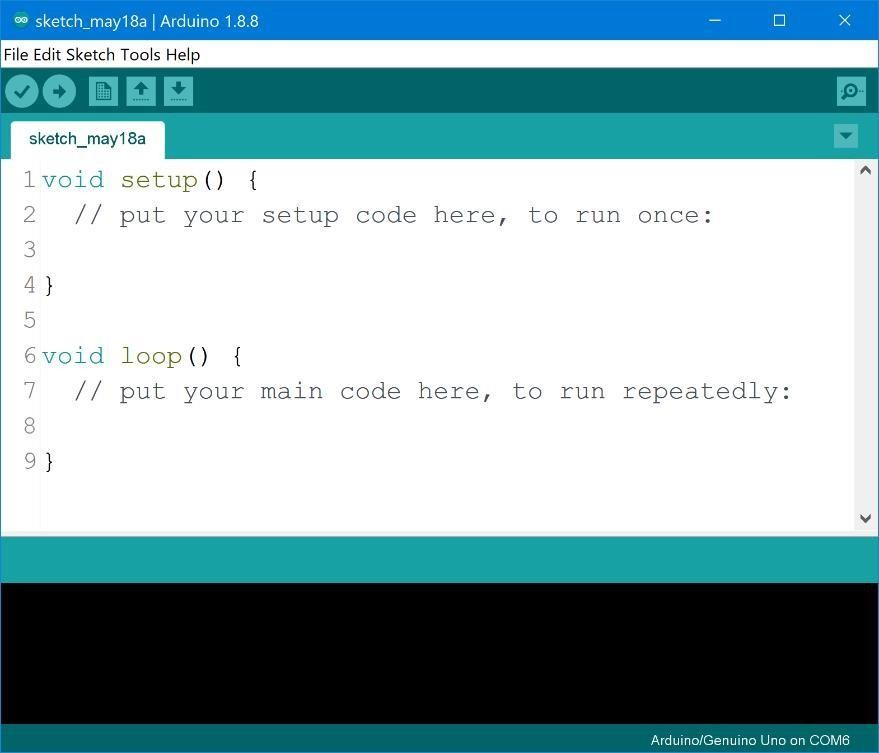 sketch_may18a | Arduino 1.8.8
File Edit Sketch Tools Help
sketch_may18a
1 void setup() {
2   // put your setup code here, to run once:
3
4 }
5
6 void loop() {
7   // put your main code here, to run repeatedly:
8
9 }
Arduino/Genuino Uno on COM6